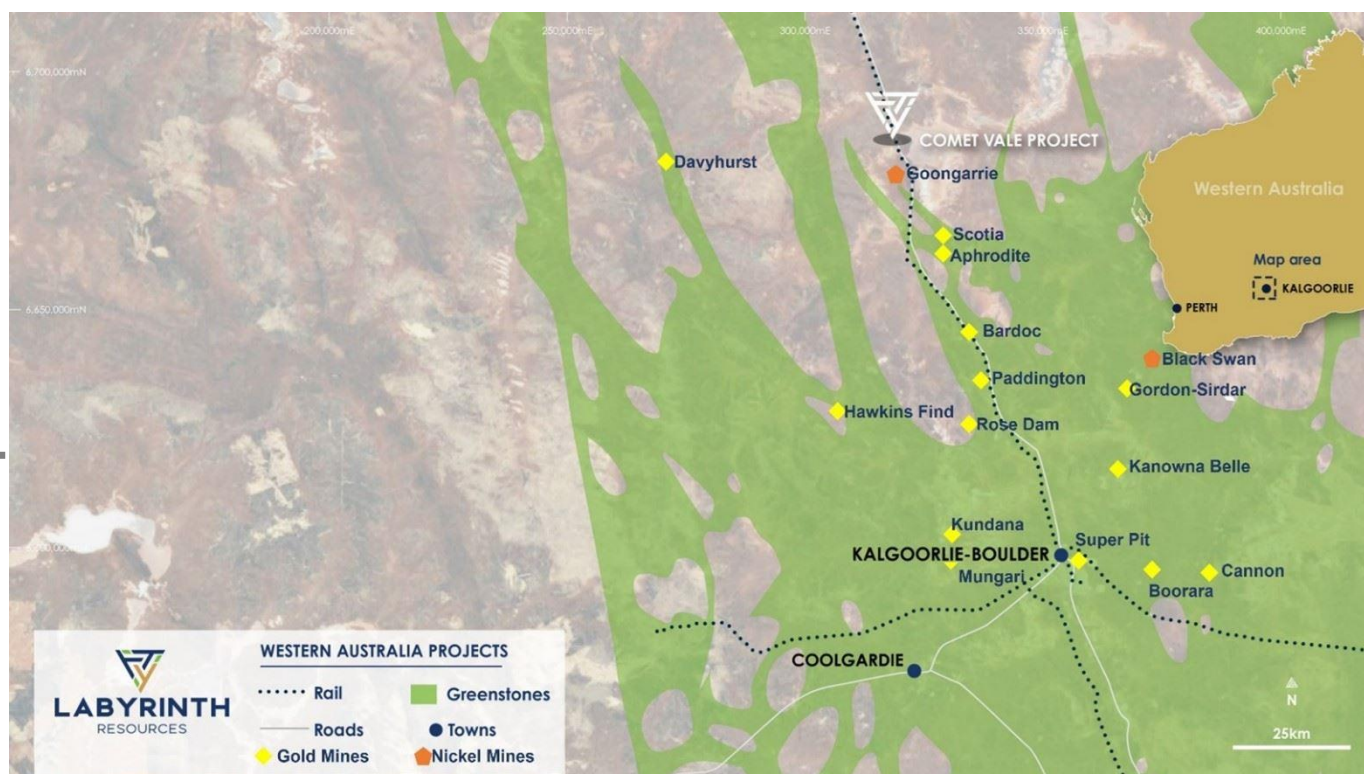 200,000mE
250,000mE
300,000mE
350,000mE
400,000mE
6,700,000mN
COMET VALE PROJECT
Davyhurst
Goongarrie
Western Australia
Scotia
Aphrodite
Map area
KALGOORLIE
PERTH
6,650,000mN
Bardoc
Black Swan
Paddington
Gordon-Sirdar
Hawkins Find
Rose Dam
Kanowna Belle
Kundana
Super Pit
KALGOORLIE-BOULDER
Mungari
Cannon
Boorara
COOLGARDIE
WESTERN AUSTRALIA PROJECTS
Rail
Greenstones
LABYRINTH
RESOURCES
Roads
Towns
Gold Mines
Nickel Mines
N
25km